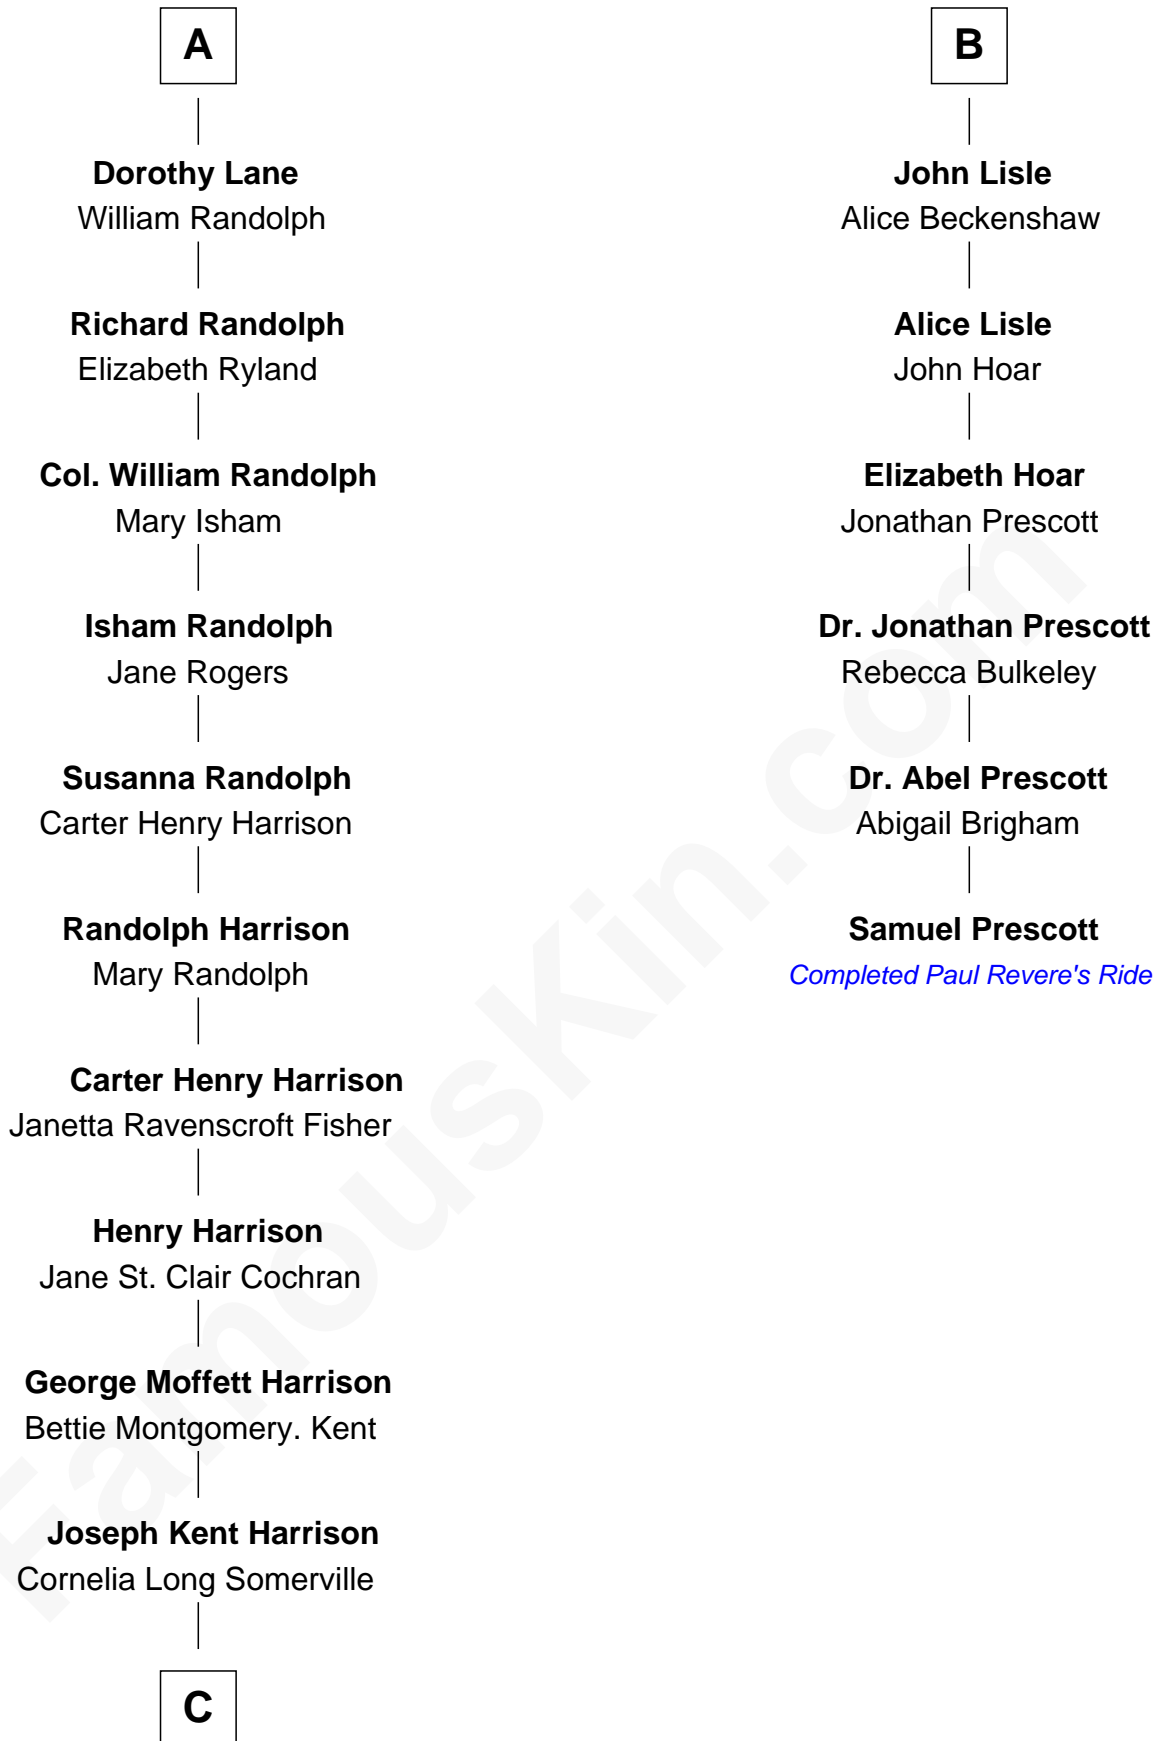 A
Dorothy Lane
William Randolph
Richard Randolph
Elizabeth Ryland
Col. William Randolph
Mary Isham
Isham Randolph
Jane Rogers
Susanna Randolph
Carter Henry Harrison
Randolph Harrison
Mary Randolph
Carter Henry Harrison
Janetta Ravenscroft Fisher
Henry Harrison
Jane St. Clair Cochran
George Moffett Harrison
Bettie Montgomery. Kent
Joseph Kent Harrison
Cornelia Long Somerville
C
B
John Lisle
Alice Beckenshaw
Alice Lisle
John Hoar
Elizabeth Hoar
Jonathan Prescott
Dr. Jonathan Prescott
Rebecca Bulkeley
Dr. Abel Prescott
Abigail Brigham
Samuel Prescott
Completed Paul Revere's Ride
FamousKin.com